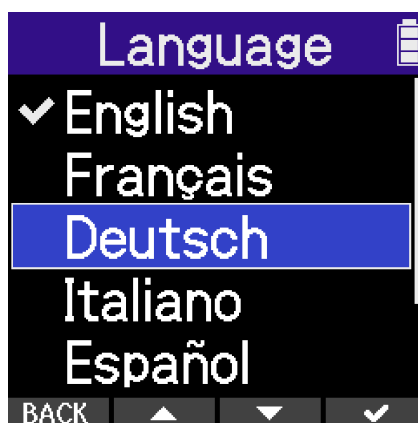 Language
English
Français
Deutsch
Italiano
Español
BACK